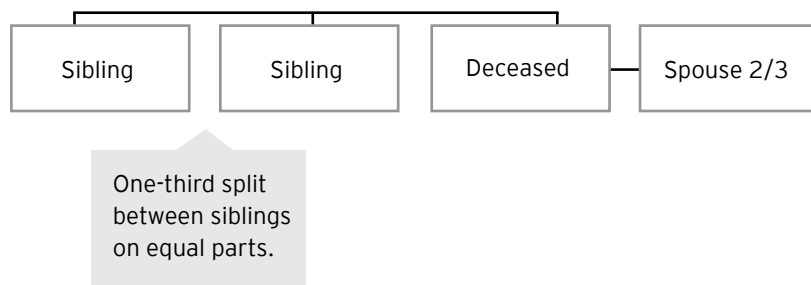 Sibling
Sibling
Deceased
Spouse 2/3
One-third split
between siblings
on equal parts.